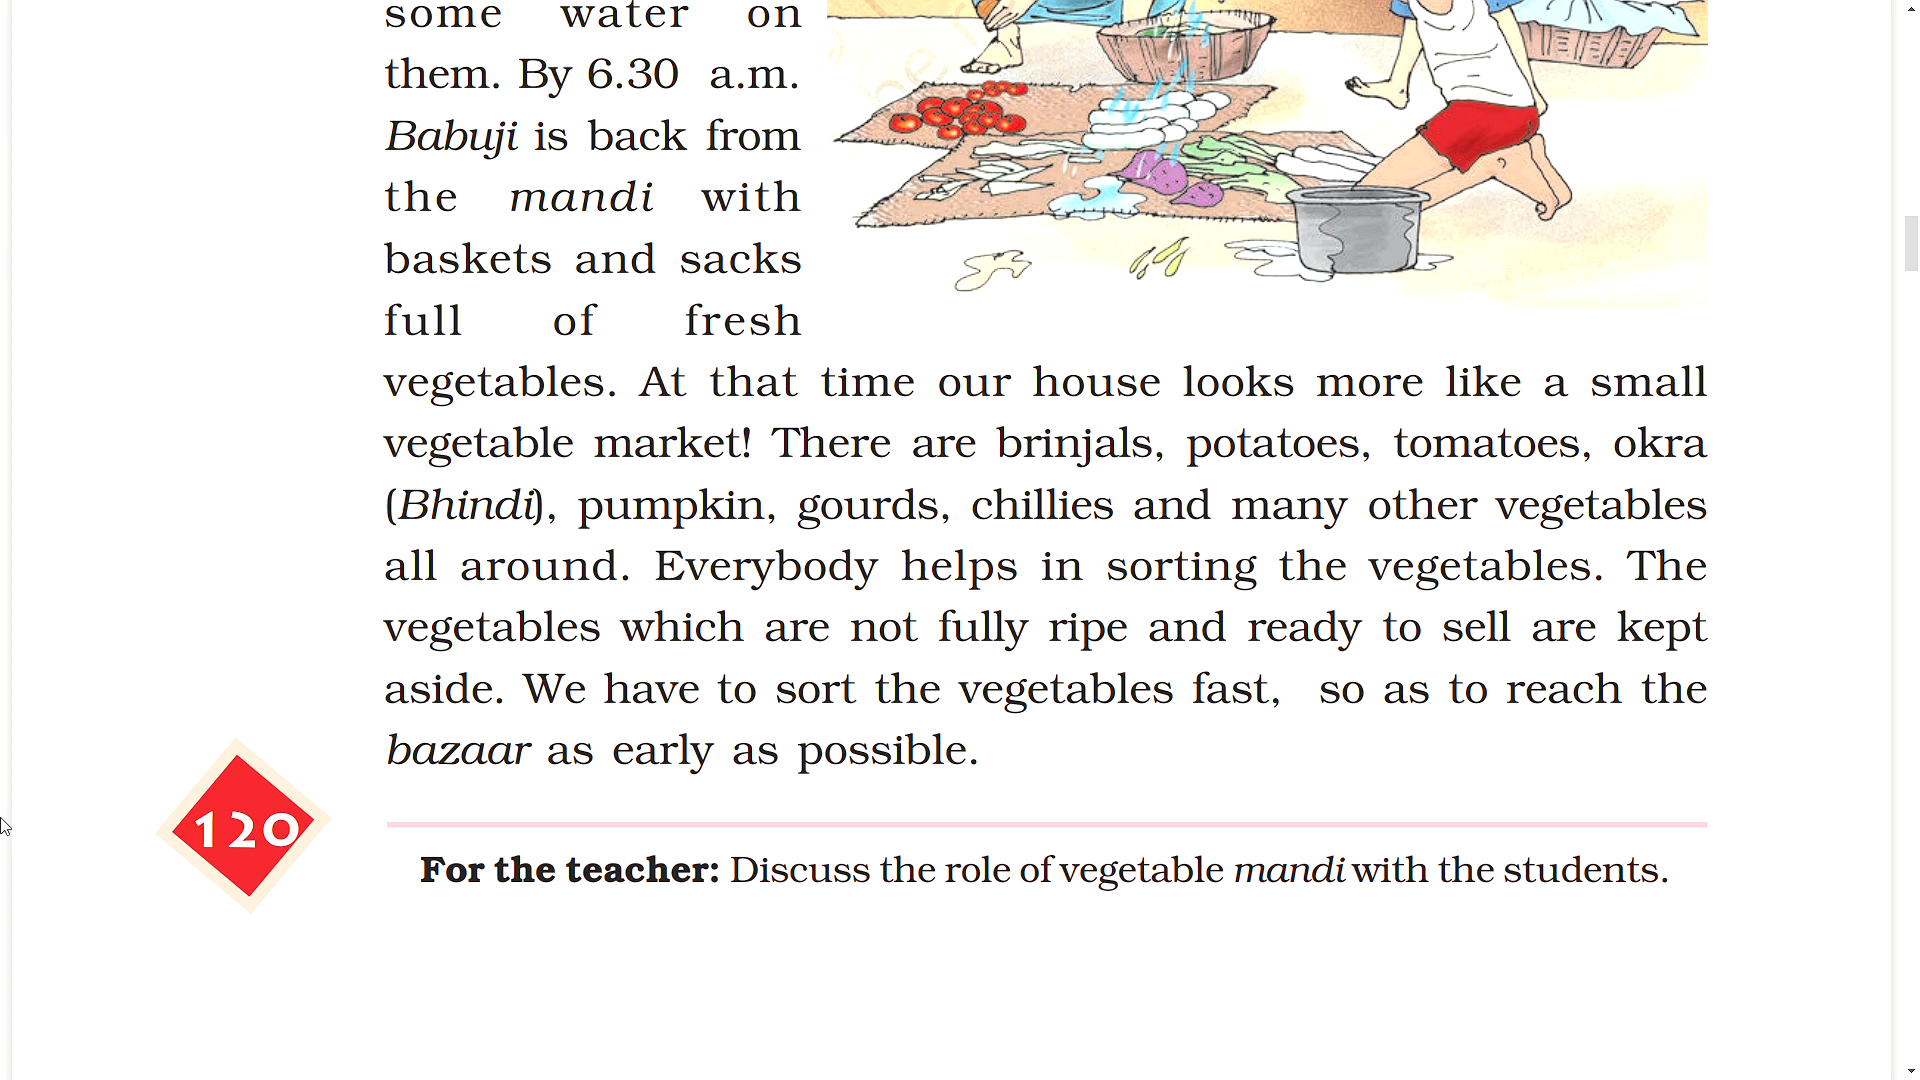 some water on
them. By 6.30 a.m.
Babuji is back from
the mandi with
baskets and sacks
full of fresh
vegetables. At that time our house looks more like a small
vegetable market! There are brinjals, potatoes, tomatoes, okra
(Bhindi), pumpkin, gourds, chillies and many other vegetables
all around. Everybody helps in sorting the vegetables. The
vegetables which are not fully ripe and ready to sell are kept
aside. We have to sort the vegetables fast, so as to reach the
bazaar as early as possible.
120
For the teacher: Discuss the role of vegetable mandi with the students.